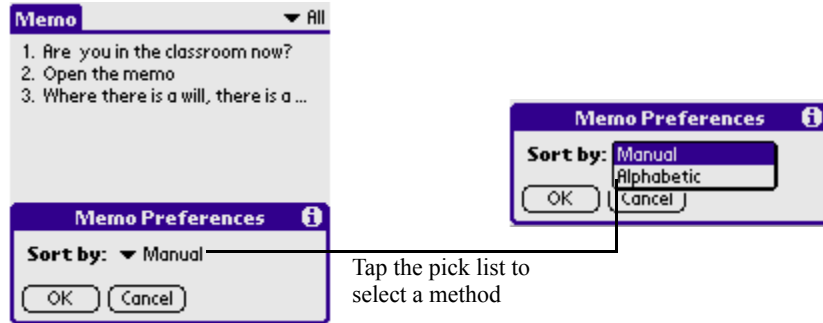 Memo
All
1. Are you in the classroom now?
2. Open the memo
3. Where there is a will, there is a ...
Memo Preferences
Sort by: Manual
OK
Cancel
Memo Preferences
Sort by: Manual
Alphabetic
OK
Cancel
Tap the pick list to
select a method